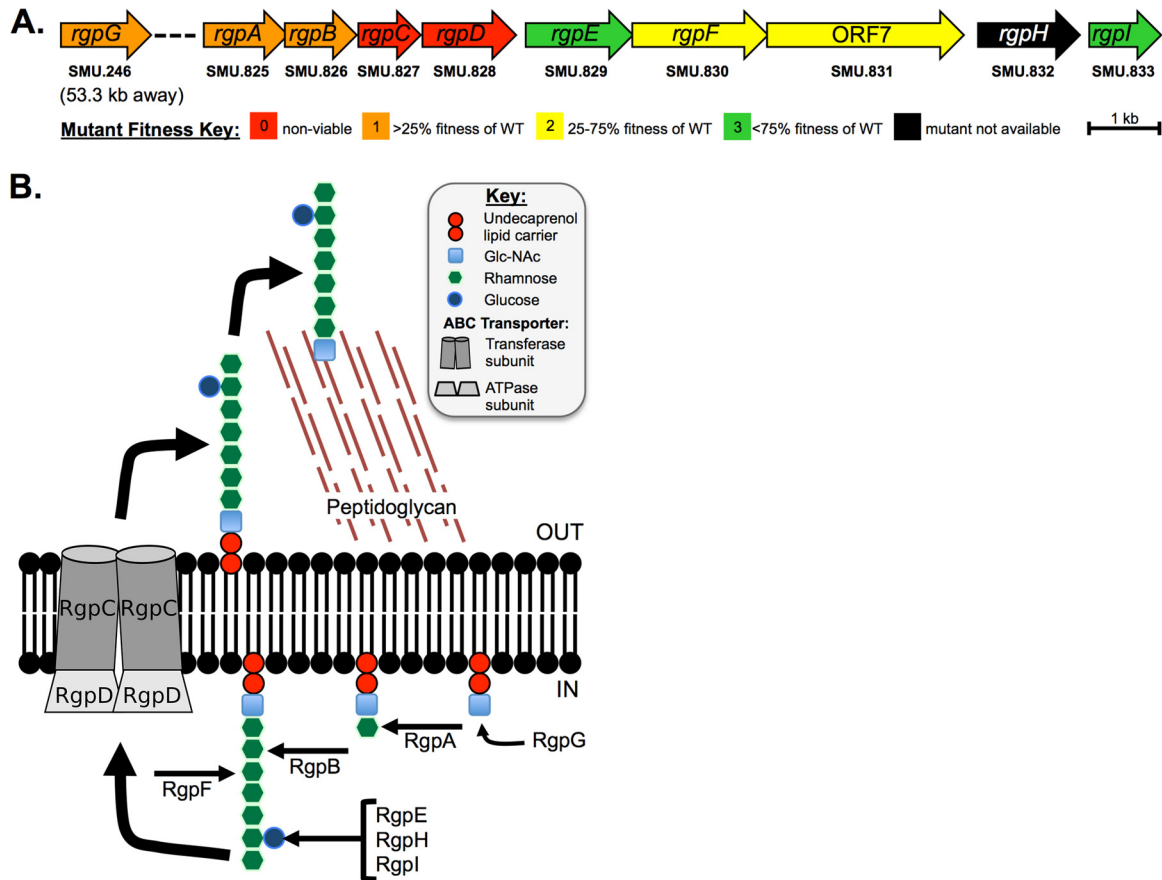 A.
rgpG rgpA rgpB rgpC rgpD rgpE rgpF ORF7 rgpH rgpI
SMU.246 SMU.825 SMU.826 SMU.827 SMU.828 SMU.829 SMU.830 SMU.831 SMU.832 SMU.833
(53.3 kb away)
Mutant Fitness Key: 0 non-viable 1 >25% fitness of WT 2 25-75% fitness of WT 3 <75% fitness of WT mutant not available 1 kb
B.
Key:
Undecaprenol
lipid carrier
Glc-NAc
Rhamnose
Glucose
ABC Transporter:
Transferase
subunit
ATPase
subunit
Peptidoglycan
OUT
RgpC RgpC
RgpD RgpD
IN
RgpA
RgpG
RgpB
RgpF
RgpE
RgpH
RgpI